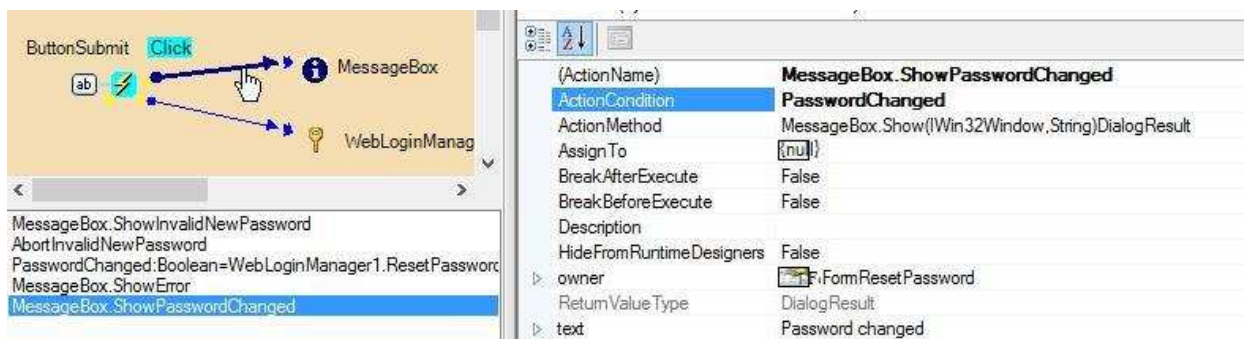 ButtonSubmit Click
ab
MessageBox
WebLoginManag
MessageBox.ShowInvalidNewPassword
AbortInvalidNewPassword
PasswordChanged:Boolean=WebLoginManager1.ResetPassword
MessageBox.ShowError
MessageBox.ShowPasswordChanged
(ActionName) MessageBox.ShowPasswordChanged
ActionCondition PasswordChanged
ActionMethod MessageBox.Show(IWin32Window,String)DialogResult
AssignTo {null}
BreakAfterExecute False
BreakBeforeExecute False
Description
HideFromRuntimeDesigners False
owner FormResetPassword
ReturnValueType DialogResult
text Password changed